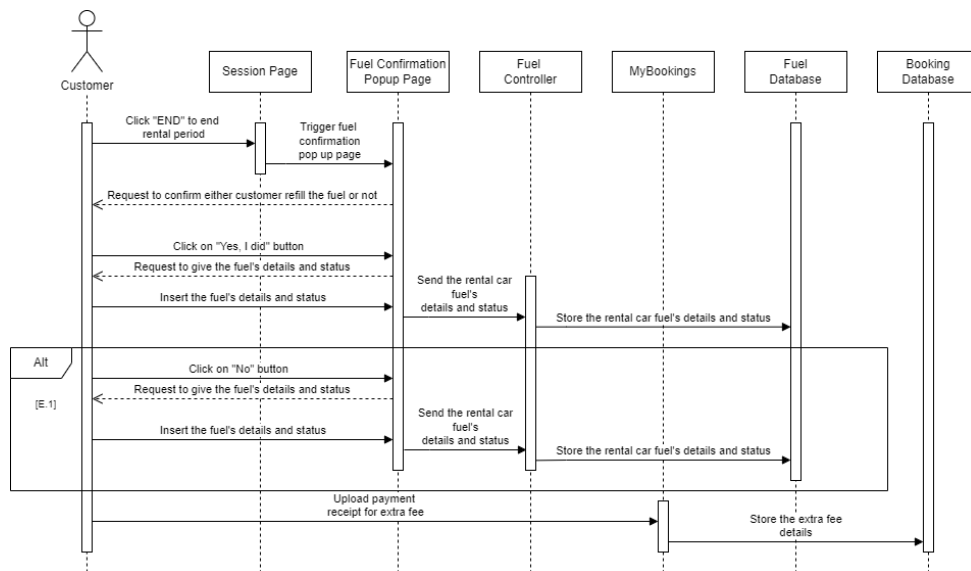 Customer
Session Page
Fuel Confirmation
Popup Page
Fuel
Controller
MyBookings
Fuel
Database
Booking
Database
Click "END" to end
rental period
Trigger fuel
confirmation
pop up page
Request to confirm either customer refill the fuel or not
Click on "Yes, I did" button
Request to give the fuel's details and status
Insert the fuel's details and status
Send the rental car
fuel's
details and status
Store the rental car fuel's details and status
Alt
[E.1]
Click on "No" button
Request to give the fuel's details and status
Insert the fuel's details and status
Send the rental car
fuel's
details and status
Store the rental car fuel's details and status
Upload payment
receipt for extra fee
Store the extra fee
details